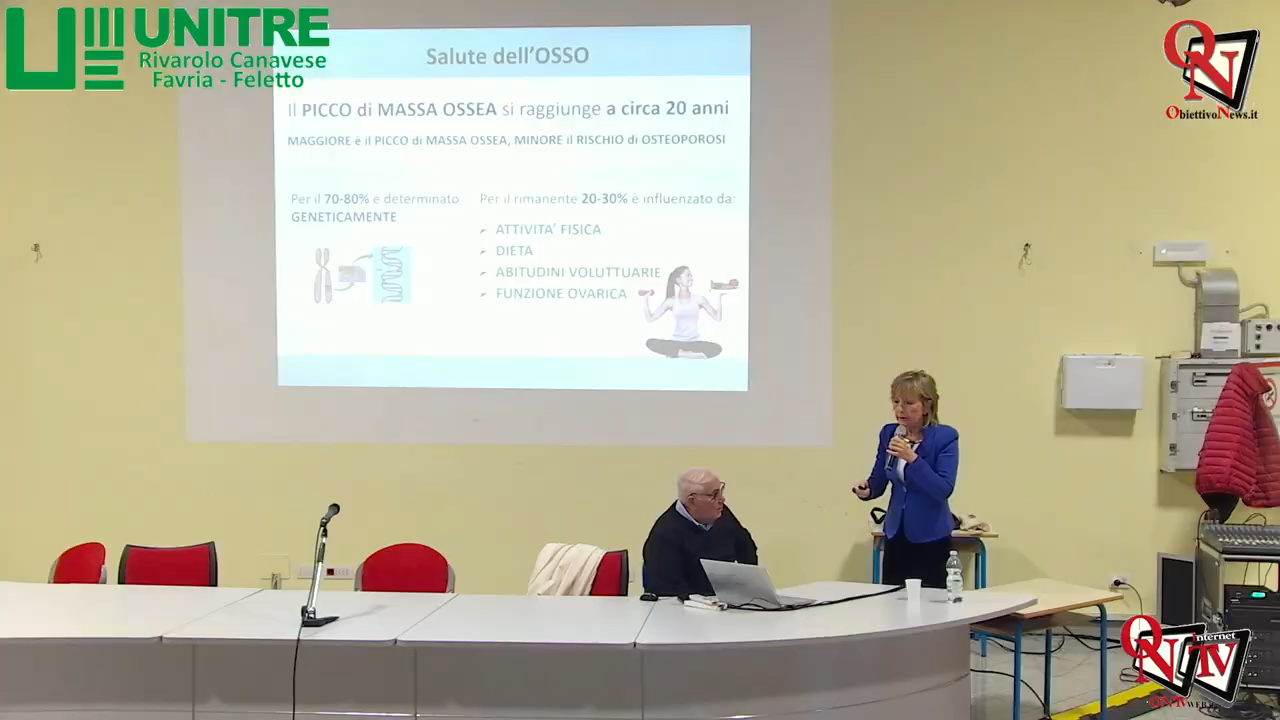 UNITRE
Rivarolo Canavese
Favria - Feletto
Salute dell'OSSO
Il PICCO di MASSA OSSEA si raggiunge a circa 20 anni
MAGGIORE è il PICCO di MASSA OSSEA, MINORE il RISCHIO di OSTEOPOROSI
Per il 70-80% e determinato
GENETICAMENTE
Per il rimanente 20-30% è influenzato da:
ATTIVITA' FISICA
DIETA
ABITUDINI VOLUTTUARIE
FUNZIONE OVARICA
ON
ObiettivoNews.it
ON internet TV